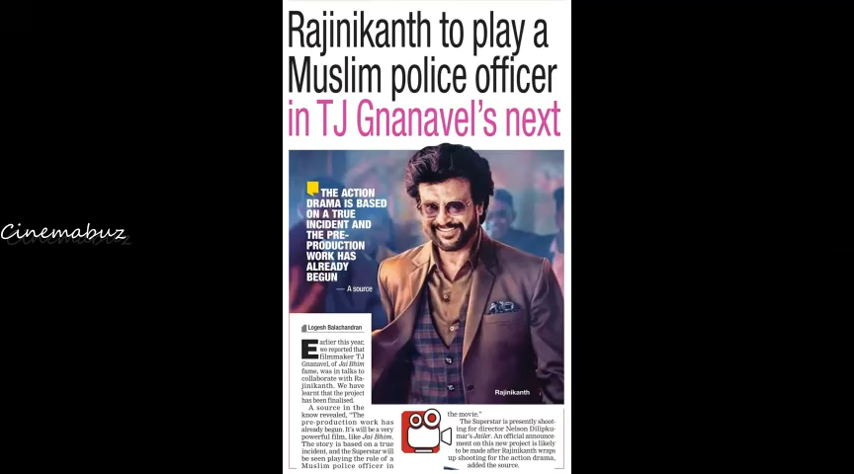 Rajinikanth to play a
Muslim police officer
in TJ Gnanavel's next
Cinemabuz
THE ACTION
DRAMA IS BASED
ON A TRUE
INCIDENT AND
THE PRE-
PRODUCTION
WORK HAS
ALREADY
BEGUN
— A source
Logesh Balachandran
Earlier this year,
we reported that
filmmaker TJ
Gnanavel, of Jai Bhim
fame, was in talks to
collaborate with Ra-
jinikanth. We have
learnt that the project
has been finalised.
A source in the
know revealed, "The
pre-production work has
already begun. It's will be a very
powerful film, like Jai Bhim.
The story is based on a true
incident, and the Superstar will
be seen playing the role of a
Muslim police officer in
Rajinikanth
the movie."
The Superstar is presently shoot-
ing for director Nelson Dilipku-
mar's Jailer. An official announce-
ment on this new project is likely
to be made after Rajinikanth wraps
up shooting for the action drama,
added the source.